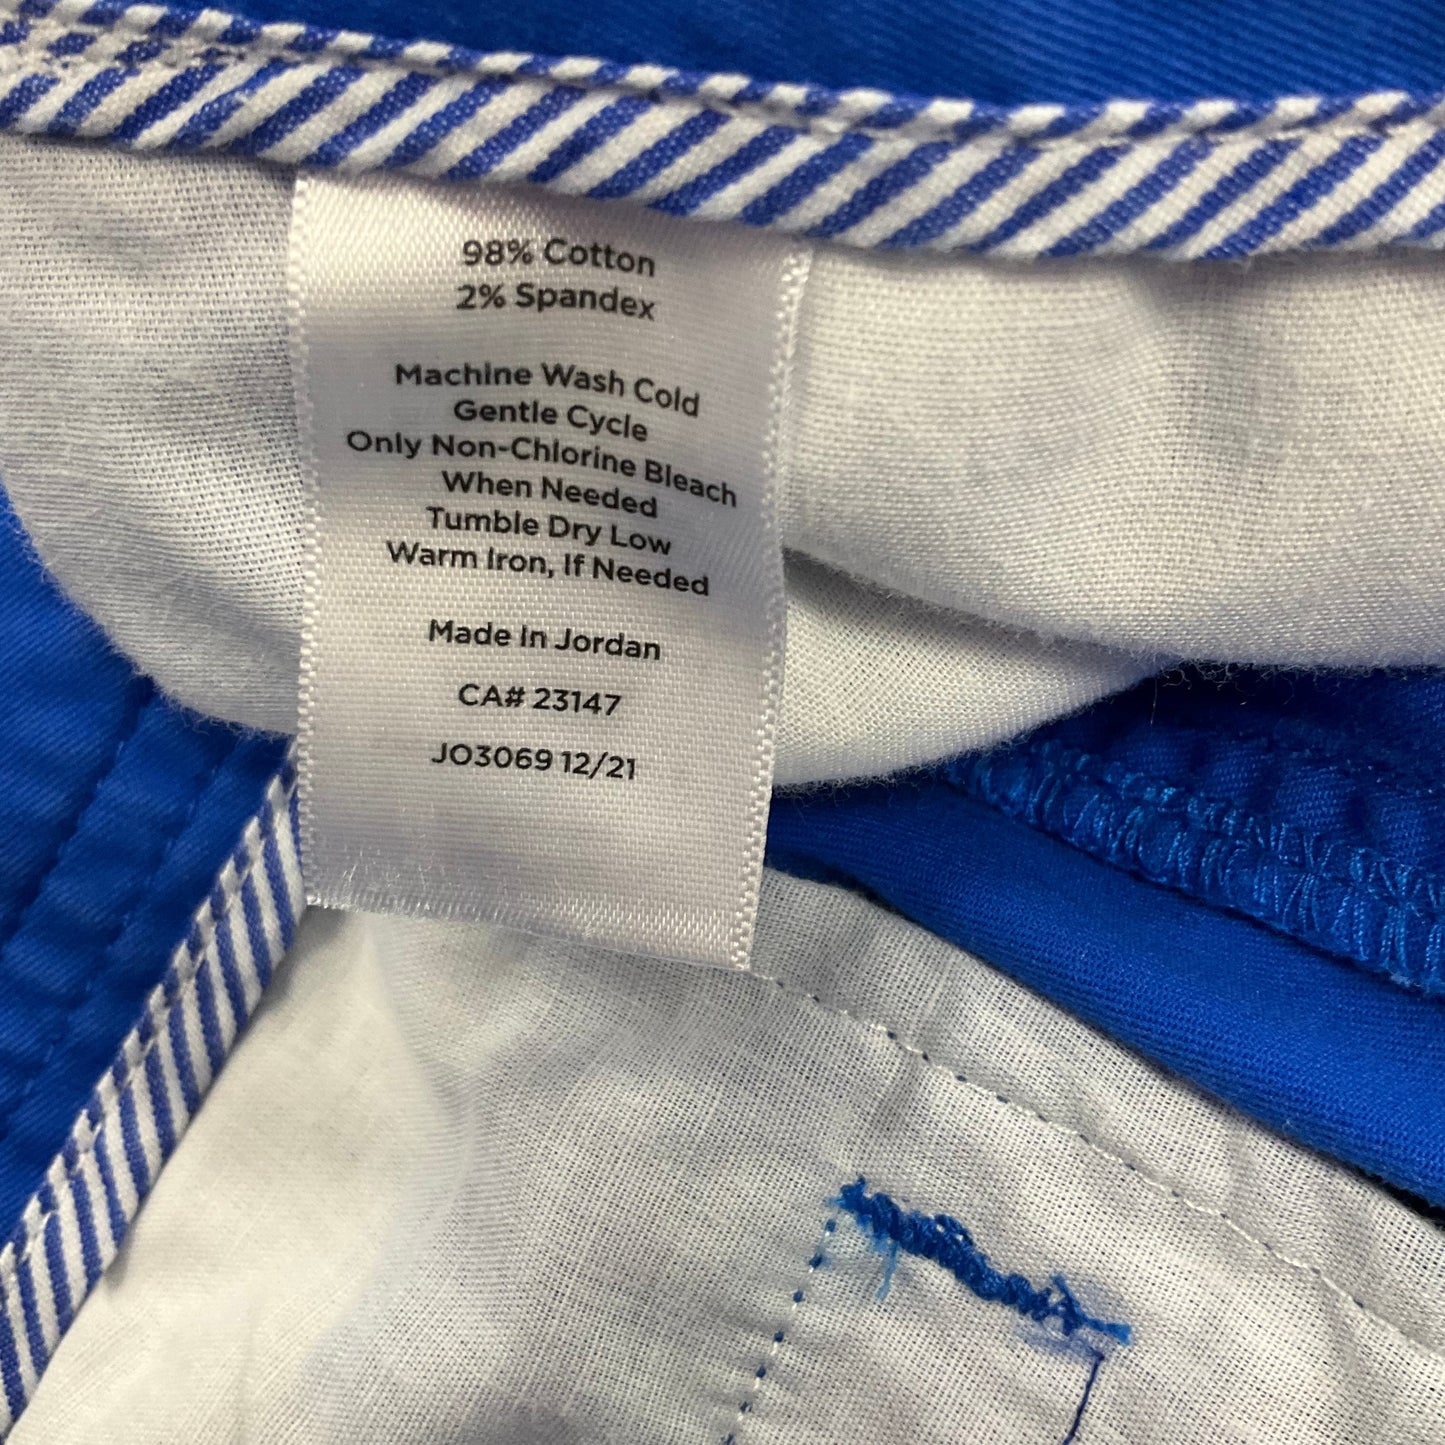 98% Cotton
2% Spandex
Machine Wash Cold
Gentle Cycle
Only Non-Chlorine Bleach
When Needed
Tumble Dry Low
Warm Iron, If Needed
Made In Jordan
CA# 23147
JO3069 12/21